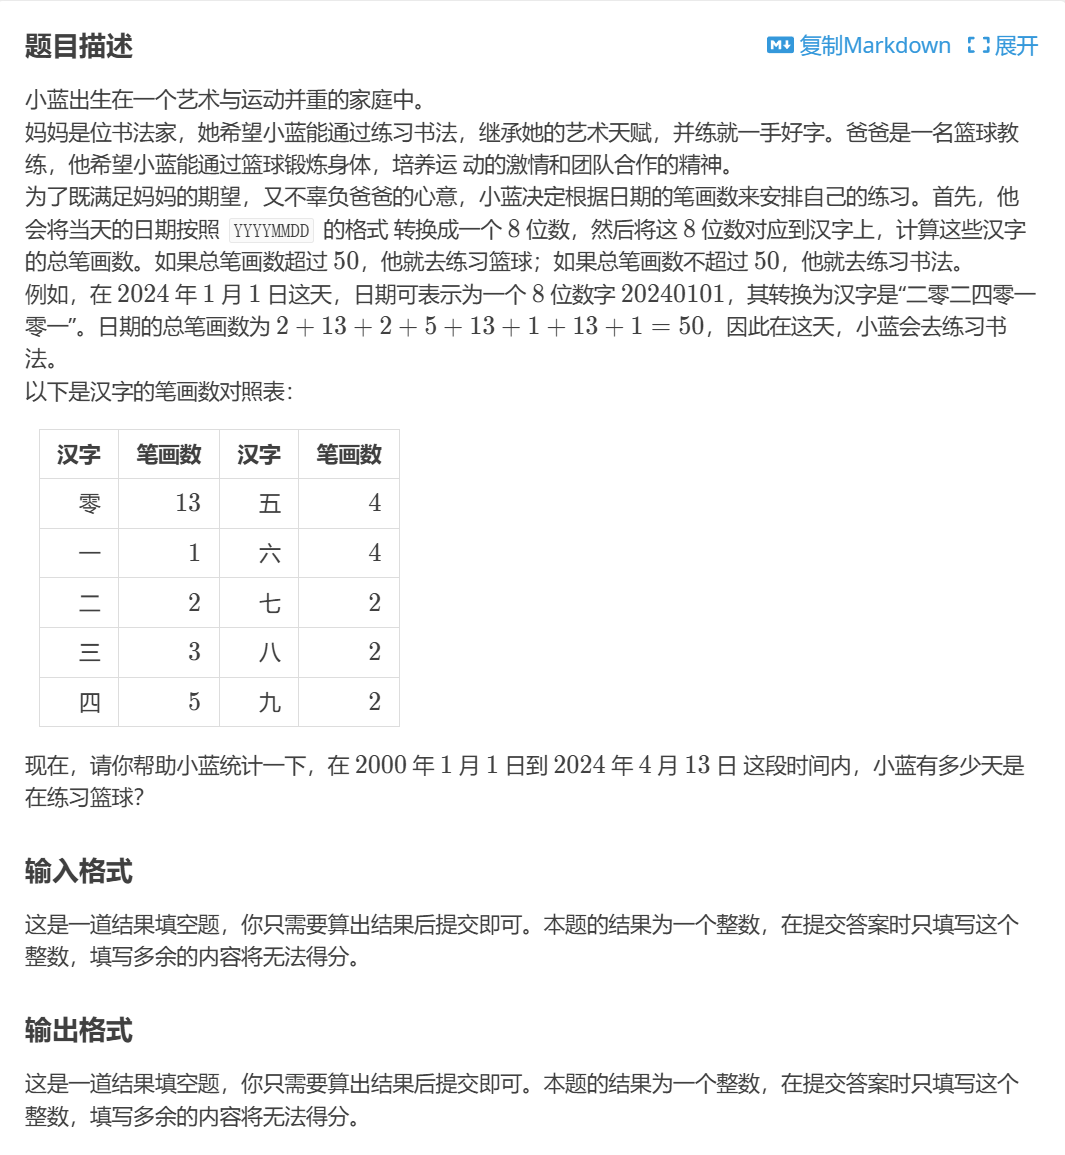 题目描述
复制Markdown 展开
小蓝出生在一个艺术与运动并重的家庭中。
妈妈是位书法家，她希望小蓝能通过练习书法，继承她的艺术天赋，并练就一手好字。爸爸是一名篮球教
练，他希望小蓝能通过篮球锻炼身体，培养运 动的激情和团队合作的精神。
为了既满足妈妈的期望，又不辜负爸爸的心意，小蓝决定根据日期的笔画数来安排自己的练习。首先，他
会将当天的日期按照 YYYYMMDD 的格式 转换成一个 8 位数，然后将这 8 位数对应到汉字上，计算这些汉字
的总笔画数。如果总笔画数超过 50，他就去练习篮球；如果总笔画数不超过 50，他就去练习书法。
例如，在 2024 年 1 月 1 日这天，日期可表示为一个 8 位数字 20240101，其转换为汉字是“二零二四零一
零一”。日期的总笔画数为 2 + 13 + 2 + 5 + 13 + 1 + 13 + 1 = 50，因此在这天，小蓝会去练习书
法。
以下是汉字的笔画数对照表：
汉字 笔画数 汉字 笔画数
零 13 五 4
一 1 六 4
二 2 七 2
三 3 八 2
四 5 九 2
现在，请你帮助小蓝统计一下，在 2000 年 1 月 1 日到 2024 年 4 月 13 日 这段时间内，小蓝有多少天是
在练习篮球？
输入格式
这是一道结果填空题，你只需要算出结果后提交即可。本题的结果为一个整数，在提交答案时只填写这个
整数，填写多余的内容将无法得分。
输出格式
这是一道结果填空题，你只需要算出结果后提交即可。本题的结果为一个整数，在提交答案时只填写这个
整数，填写多余的内容将无法得分。